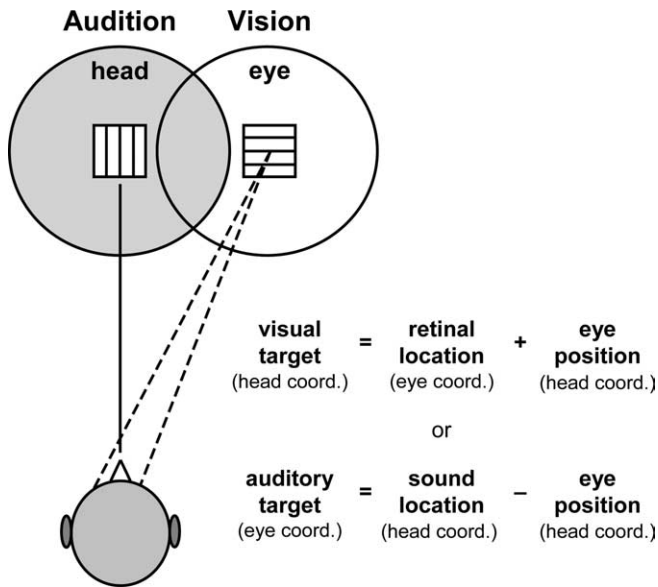 Audition Vision
head eye
visual target = retinal location + eye position
(head coord.) (eye coord.) (head coord.)
or
auditory target = sound location – eye position
(eye coord.) (head coord.) (head coord.)